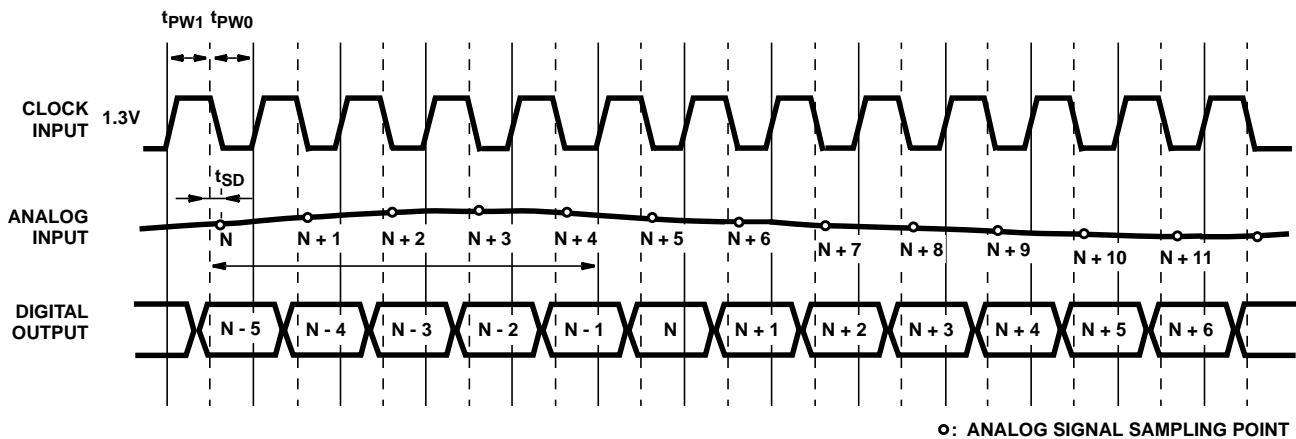 tPW1 tPW0
CLOCK
INPUT
1.3V
tSD
ANALOG
INPUT
N
N + 1
N + 2
N + 3
N + 4
N + 5
N + 6
N + 7
N + 8
N + 9
N + 10
N + 11
DIGITAL
OUTPUT
N - 5
N - 4
N - 3
N - 2
N - 1
N
N + 1
N + 2
N + 3
N + 4
N + 5
N + 6
: ANALOG SIGNAL SAMPLING POINT